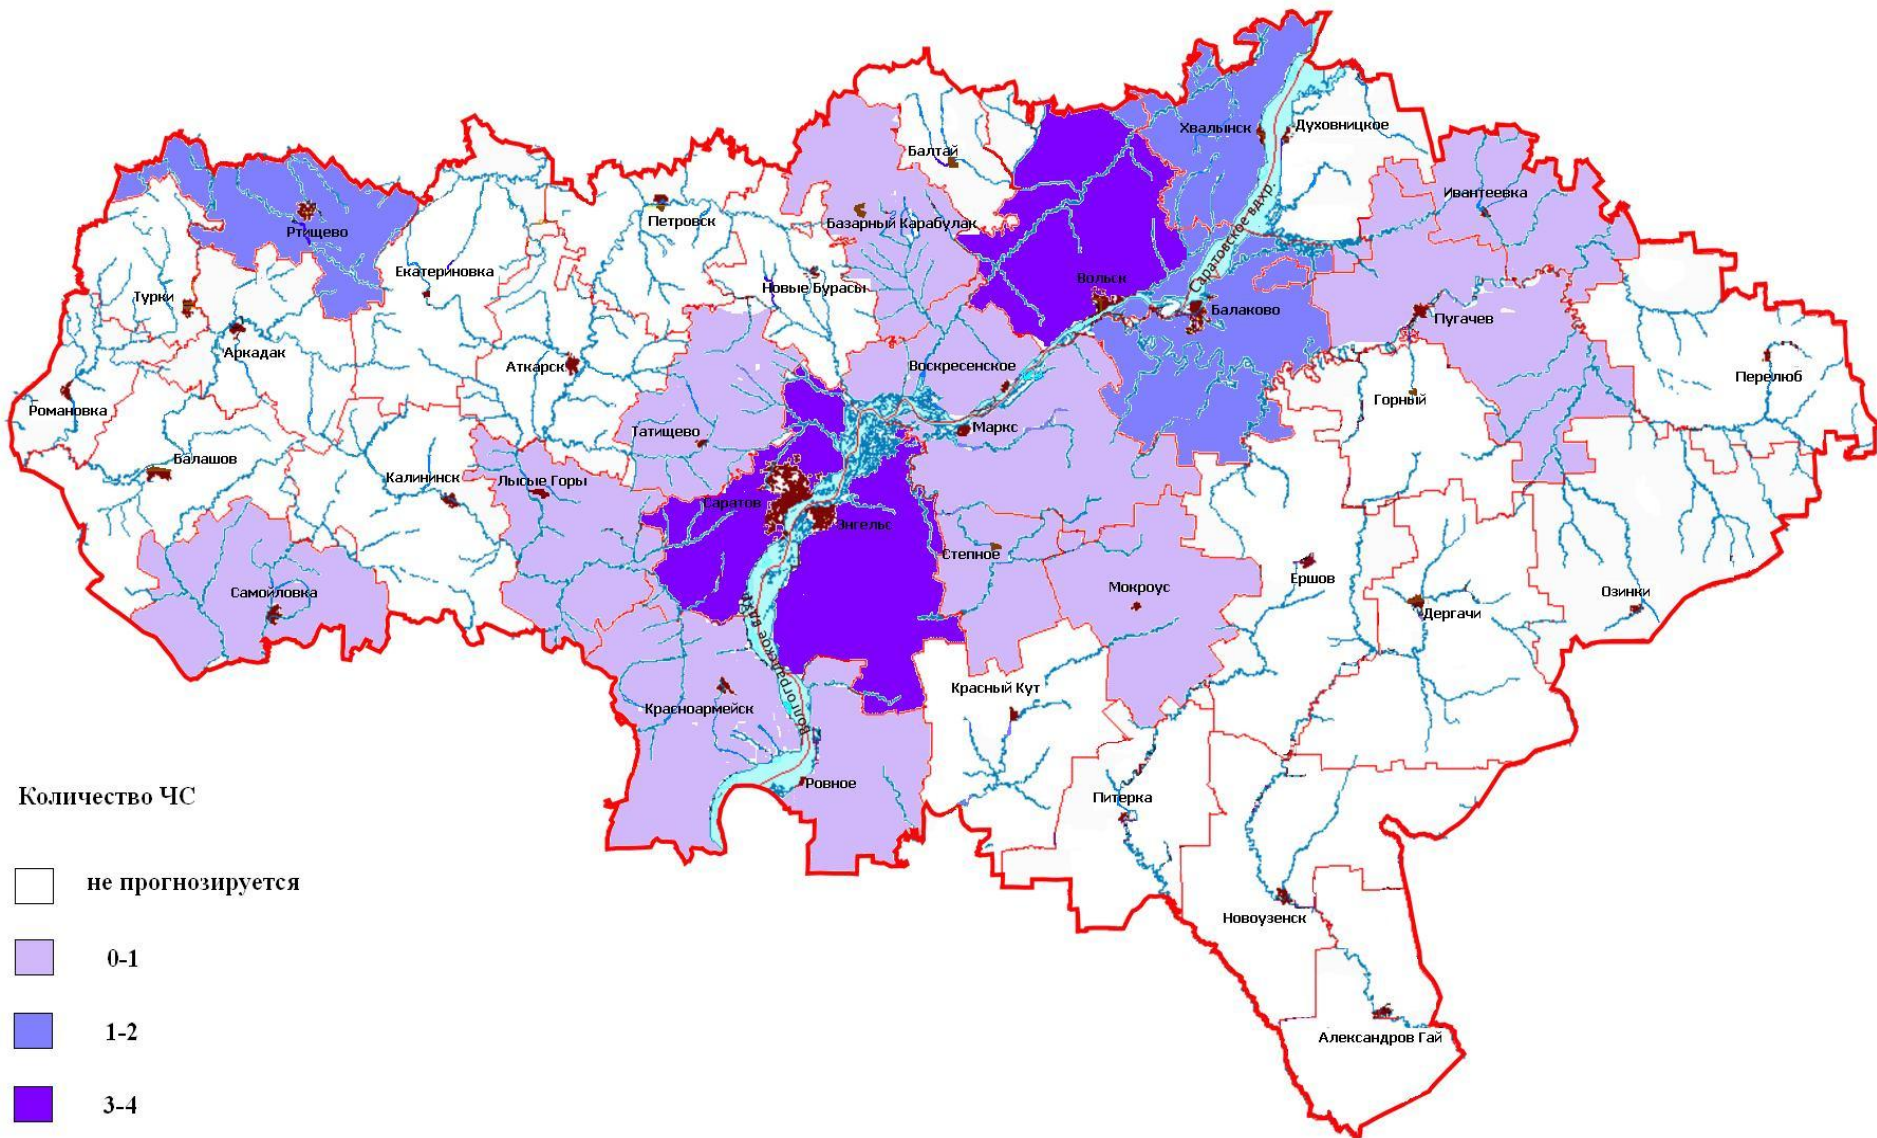 Хвалынск
Духовницкое
Балтай
Ивантеевка
Петровск
Базарный Карабулак
Ртищево
Саратовское вдхр.
Екатериновка
Новые Бурасы
Турки
Вольск
Балаково
Пугачев
Аркадак
Аткарск
Воскресенское
Перелюб
Романовка
Горный
Татищево
Маркс
Балашов
Калининск
Лысые Горы
Саратов
Энгельс
Степное
Ершов
Мокроус
Самойловка
Озинки
Дергачи
Волгоградское вдхр.
Красный Кут
Красноармейск
Ровное
Питерка
Новоузенск
Александров Гай
Количество ЧС
не прогнозируется
0-1
1-2
3-4